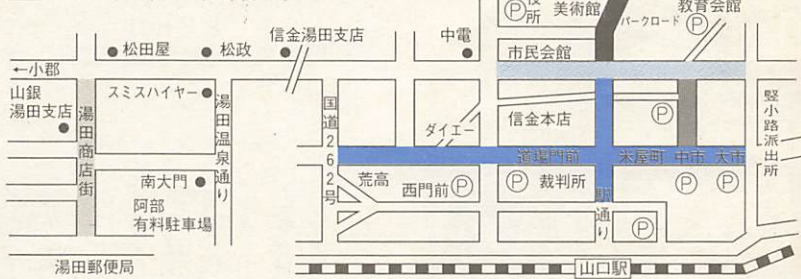 役所
美術館
教育会館
パークロード
P
P
市民会館
中電
信金湯田支店
松田屋
松政
←小郡
山銀
湯田支店
湯田商店街
スミスハイヤー
湯田温泉通り
南大門
阿部
有料駐車場
湯田郵便局
国道262号
ダイエー
信金本店
P
道場門前
米屋町
中市
大市
荒高
西門前
P
P
裁判所
駅通り
P
P
P
竪小路派出所
山口駅